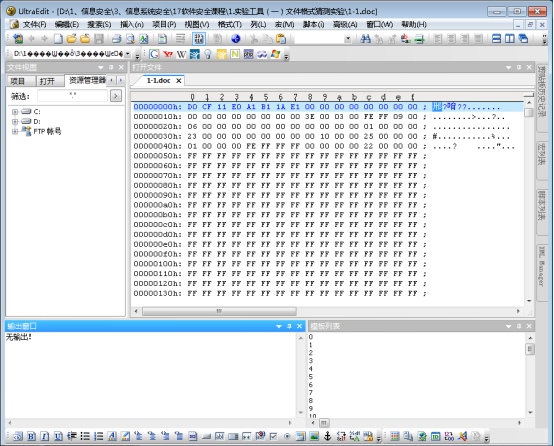 UltraEdit - [D:\1、信息安全\3、信息系统安全\17软件安全课程\1.实验工具(一)文件格式猜测实验\1-1.doc]
文件(F) 编辑(E) 搜索(S) 插入(n) 项目(P) 视图(V) 格式(T) 列(L) 宏(M) 脚本(i) 高级(A) 窗口(W) 帮助(H)
文件视图
打开文件
项目 打开 资源管理器
1-1.doc
筛选: *.*
C:
D:
FTP 帐号
0 1 2 3 4 5 6 7 8 9 a b c d e f
00000000h: D0 CF 11 E0 A1 B1 1A E1 00 00 00 00 00 00 00 00 ;
00000010h: 00 00 00 00 00 00 00 00 3E 00 03 00 FE FF 09 00 ; ........>...?..
00000020h: 06 00 00 00 00 00 00 00 00 00 00 00 01 00 00 00 ; ................
00000030h: 23 00 00 00 00 00 00 00 00 10 00 00 25 00 00 00 ; #...........%...
00000040h: 01 00 00 00 FE FF FF FF 00 00 00 00 22 00 00 00 ; ....? ...."...
00000050h: FF FF FF FF FF FF FF FF FF FF FF FF FF FF FF FF ;
00000060h: FF FF FF FF FF FF FF FF FF FF FF FF FF FF FF FF ;
00000070h: FF FF FF FF FF FF FF FF FF FF FF FF FF FF FF FF ;
00000080h: FF FF FF FF FF FF FF FF FF FF FF FF FF FF FF FF ;
00000090h: FF FF FF FF FF FF FF FF FF FF FF FF FF FF FF FF ;
000000a0h: FF FF FF FF FF FF FF FF FF FF FF FF FF FF FF FF ;
000000b0h: FF FF FF FF FF FF FF FF FF FF FF FF FF FF FF FF ;
000000c0h: FF FF FF FF FF FF FF FF FF FF FF FF FF FF FF FF ;
000000d0h: FF FF FF FF FF FF FF FF FF FF FF FF FF FF FF FF ;
000000e0h: FF FF FF FF FF FF FF FF FF FF FF FF FF FF FF FF ;
000000f0h: FF FF FF FF FF FF FF FF FF FF FF FF FF FF FF FF ;
00000100h: FF FF FF FF FF FF FF FF FF FF FF FF FF FF FF FF ;
00000110h: FF FF FF FF FF FF FF FF FF FF FF FF FF FF FF FF ;
00000120h: FF FF FF FF FF FF FF FF FF FF FF FF FF FF FF FF ;
00000130h: FF FF FF FF FF FF FF FF FF FF FF FF FF FF FF FF ;
剪贴板历史记录
宏列表
脚本列表
XML Manager
输出窗口
模板列表
无输出!
0
1
2
3
4
5
6
7
8
9
10